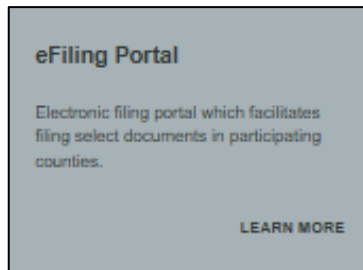 eFiling Portal
Electronic filing portal which facilitates
filing select documents in participating
counties.
LEARN MORE